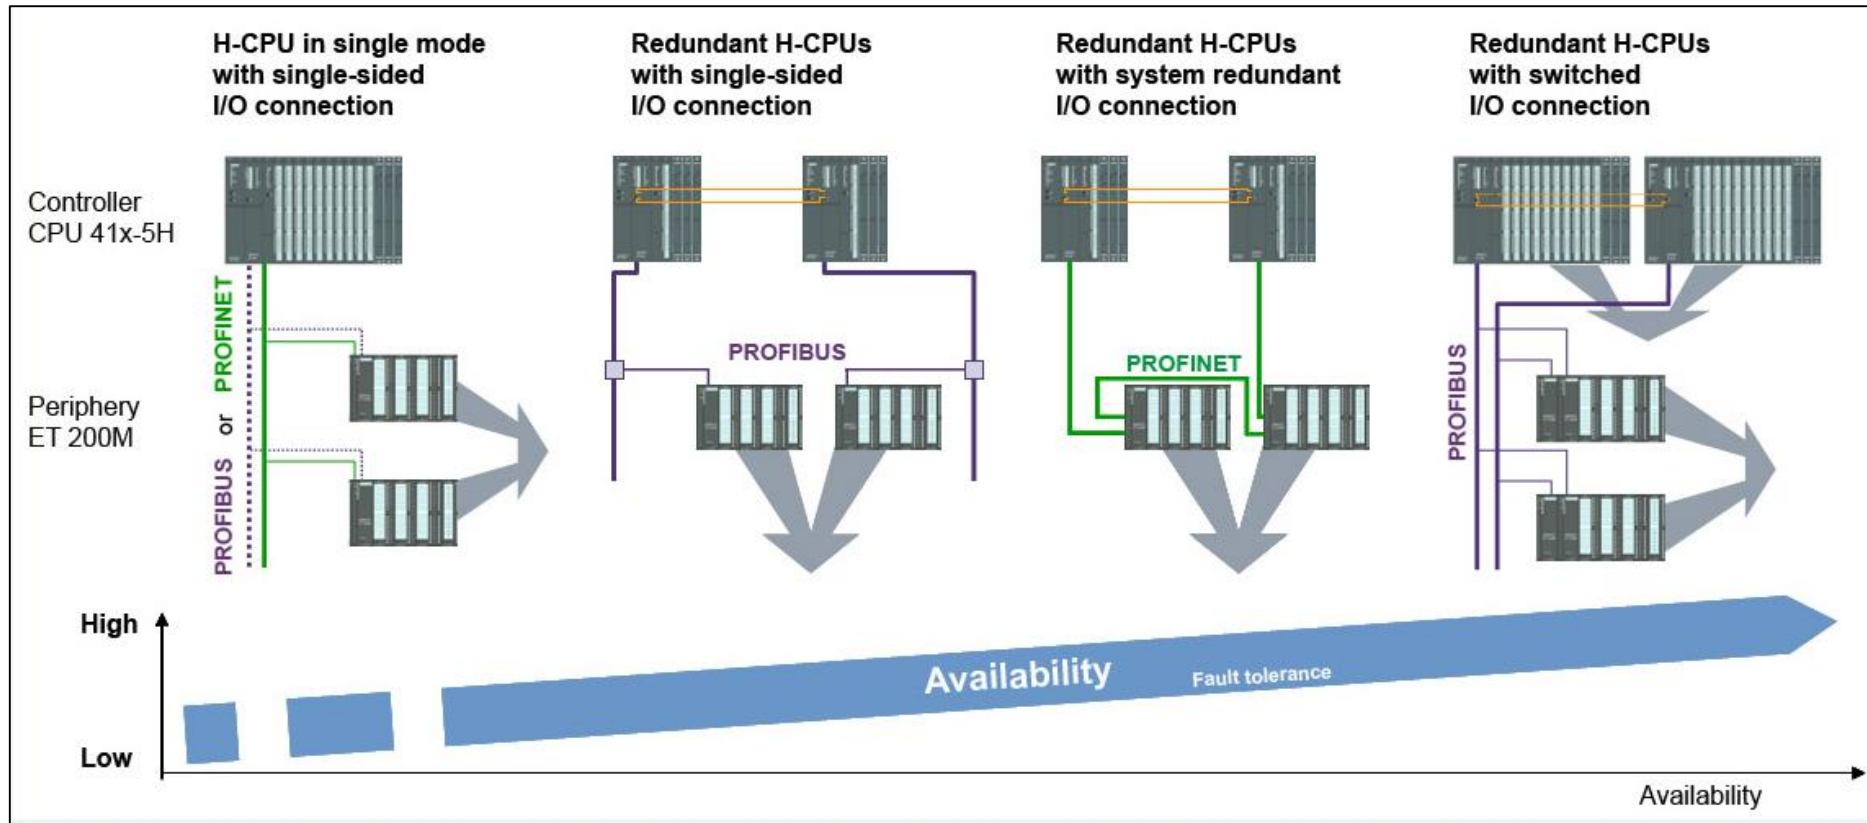 H-CPU in single mode
with single-sided
I/O connection
Redundant H-CPUs
with single-sided
I/O connection
Redundant H-CPUs
with system redundant
I/O connection
Redundant H-CPUs
with switched
I/O connection
Controller
CPU 41x-5H
Periphery
ET 200M
PROFIBUS or PROFINET
PROFIBUS
PROFINET
PROFIBUS
High
Low
Availability
Fault tolerance
Availability